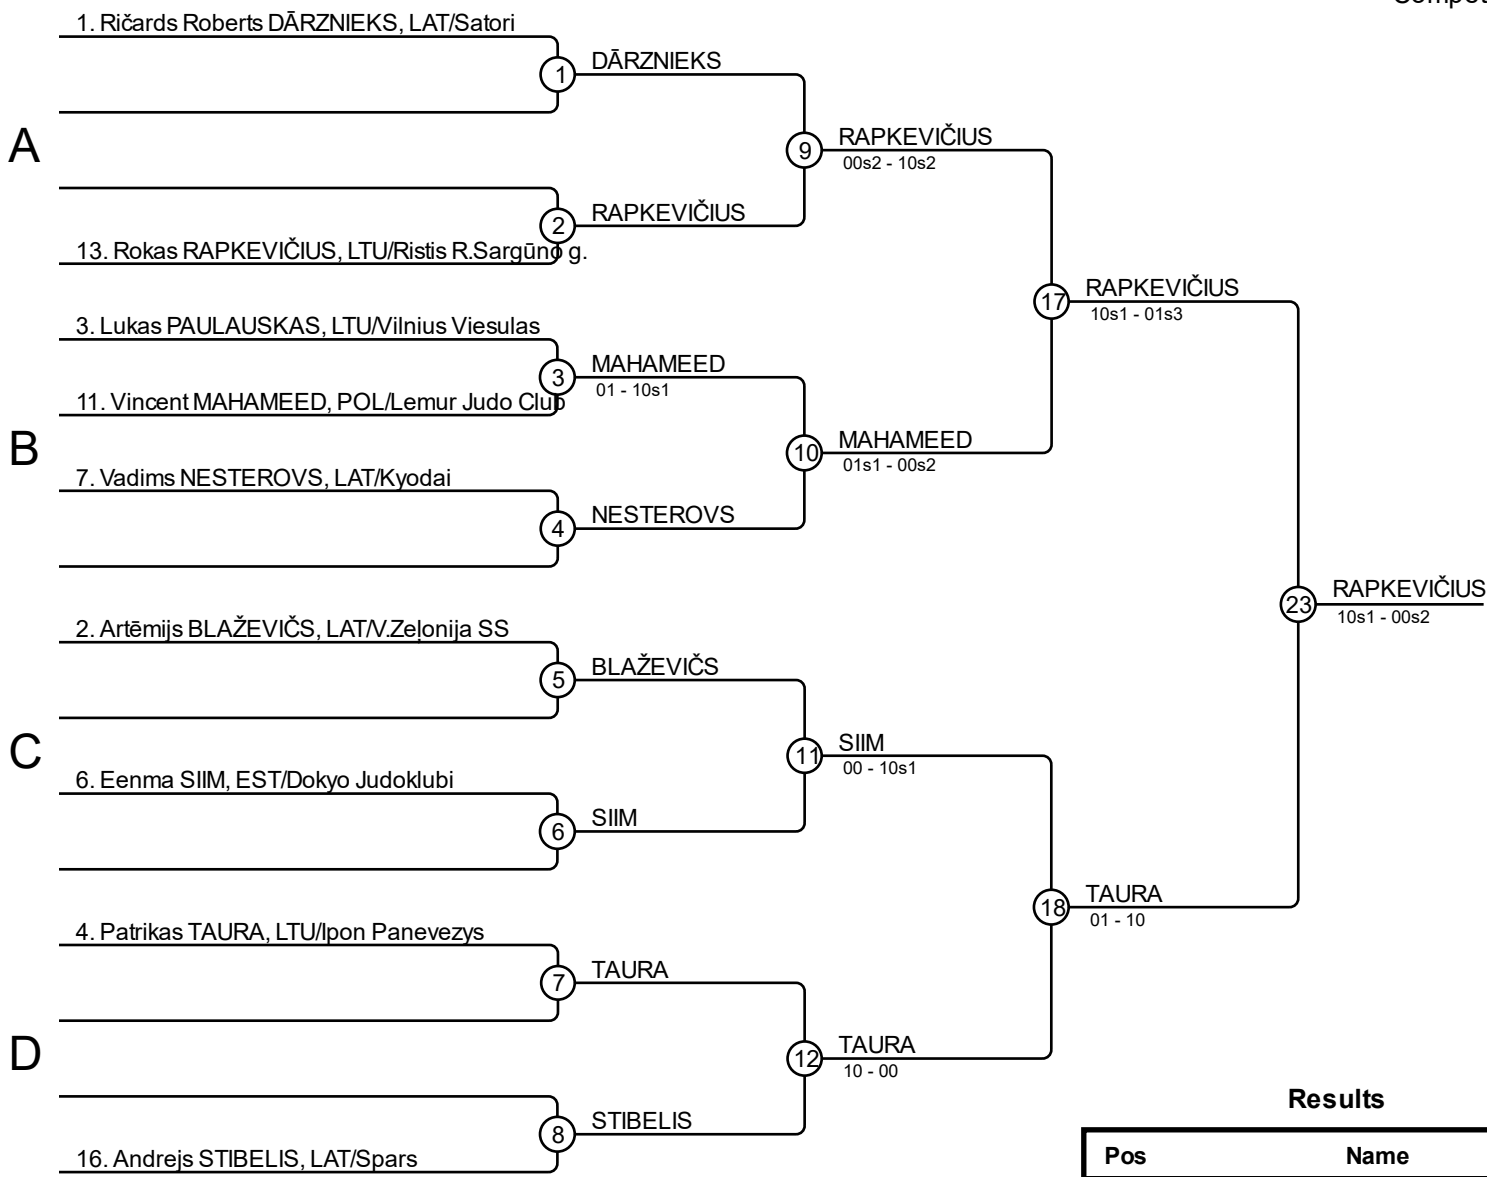 Compet
1. Ričards Roberts DĀRZNIEKS, LAT/Satori
1
DĀRZNIEKS
A
9
RAPKEVIČIUS
00s2 - 10s2
2
RAPKEVIČIUS
13. Rokas RAPKEVIČIUS, LTU/Ristis R.Sargūno g.
17
RAPKEVIČIUS
10s1 - 01s3
3. Lukas PAULAUSKAS, LTU/Vilnius Viesulas
3
MAHAMEED
01 - 10s1
11. Vincent MAHAMEED, POL/Lemur Judo Club
B
10
MAHAMEED
01s1 - 00s2
7. Vadims NESTEROVS, LAT/Kyodai
4
NESTEROVS
23
RAPKEVIČIUS
10s1 - 00s2
2. Artēmijs BLAŽEVIČS, LAT/V.Zeļonija SS
5
BLAŽEVIČS
C
11
SIIM
00 - 10s1
6. Eenma SIIM, EST/Dokyo Judoklubi
6
SIIM
18
TAURA
01 - 10
4. Patrikas TAURA, LTU/Ipon Panevezys
7
TAURA
D
12
TAURA
10 - 00
8
STIBELIS
16. Andrejs STIBELIS, LAT/Spars
Results
Pos Name